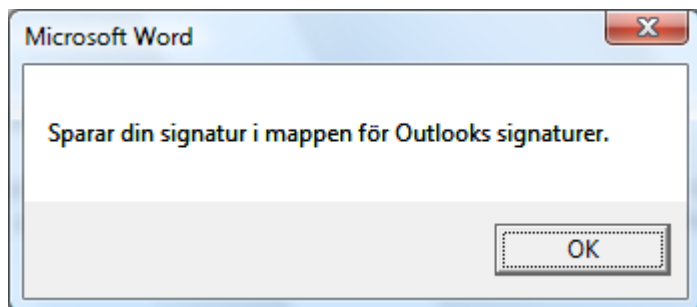 Microsoft Word
Sparar din signatur i mappen för Outlooks signaturer.
OK